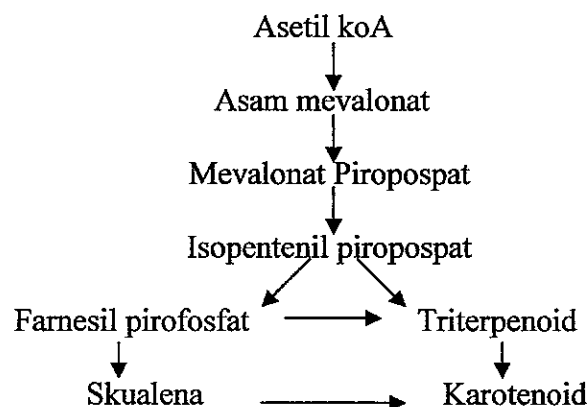 Asetil koA
Asam mevalonat
Mevalonat Piropospat
Isopentenil piropospat
Farnesil pirofosfat Triterpenoid
Skualena Karotenoid